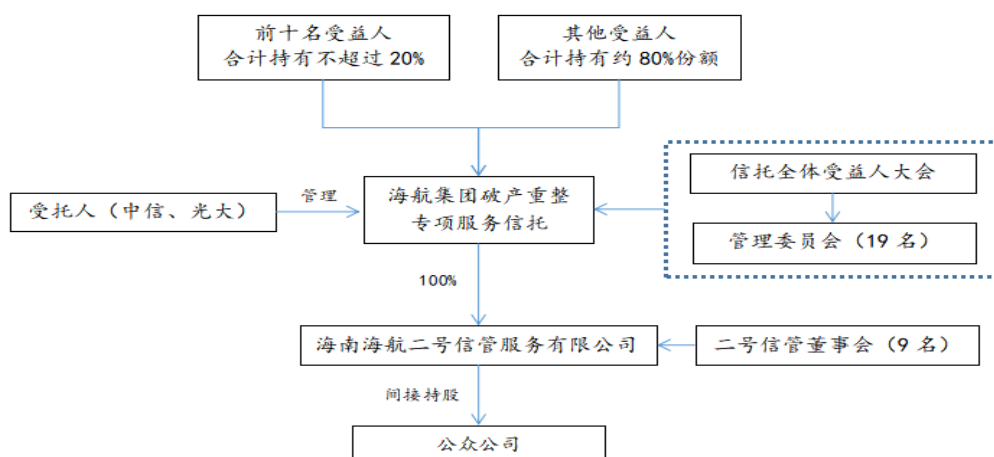 前十名受益人
合计持有不超过 20%
其他受益人
合计持有约 80%份额
信托全体受益人大会
管理
受托人（中信、光大）
海航集团破产重整
专项服务信托
管理委员会（19 名）
100%
海南海航二号信管服务有限公司
二号信管董事会（9 名）
间接持股
公众公司